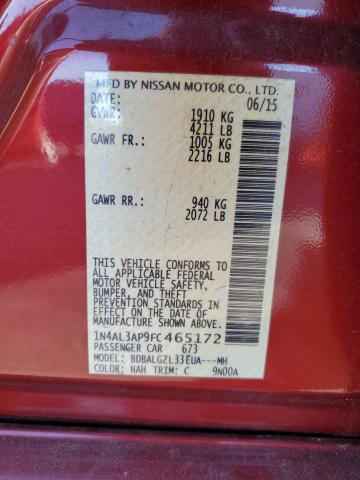 MFD BY NISSAN MOTOR CO., LTD.
DATE: 06/15
GVWR: 1910 KG
4211 LB
GAWR FR.: 1005 KG
2216 LB
GAWR RR.: 940 KG
2072 LB
THIS VEHICLE CONFORMS TO
ALL APPLICABLE FEDERAL
MOTOR VEHICLE SAFETY,
BUMPER, AND THEFT
PREVENTION STANDARDS
IN EFFECT ON THE DATE OF
MANUFACTURE SHOWN ABOVE.
1N4AL3AP9FC465172
PASSENGER CAR 673
MODEL: BDBALGZL33EUA---MH
COLOR: NAH TRIM: C 9N00A